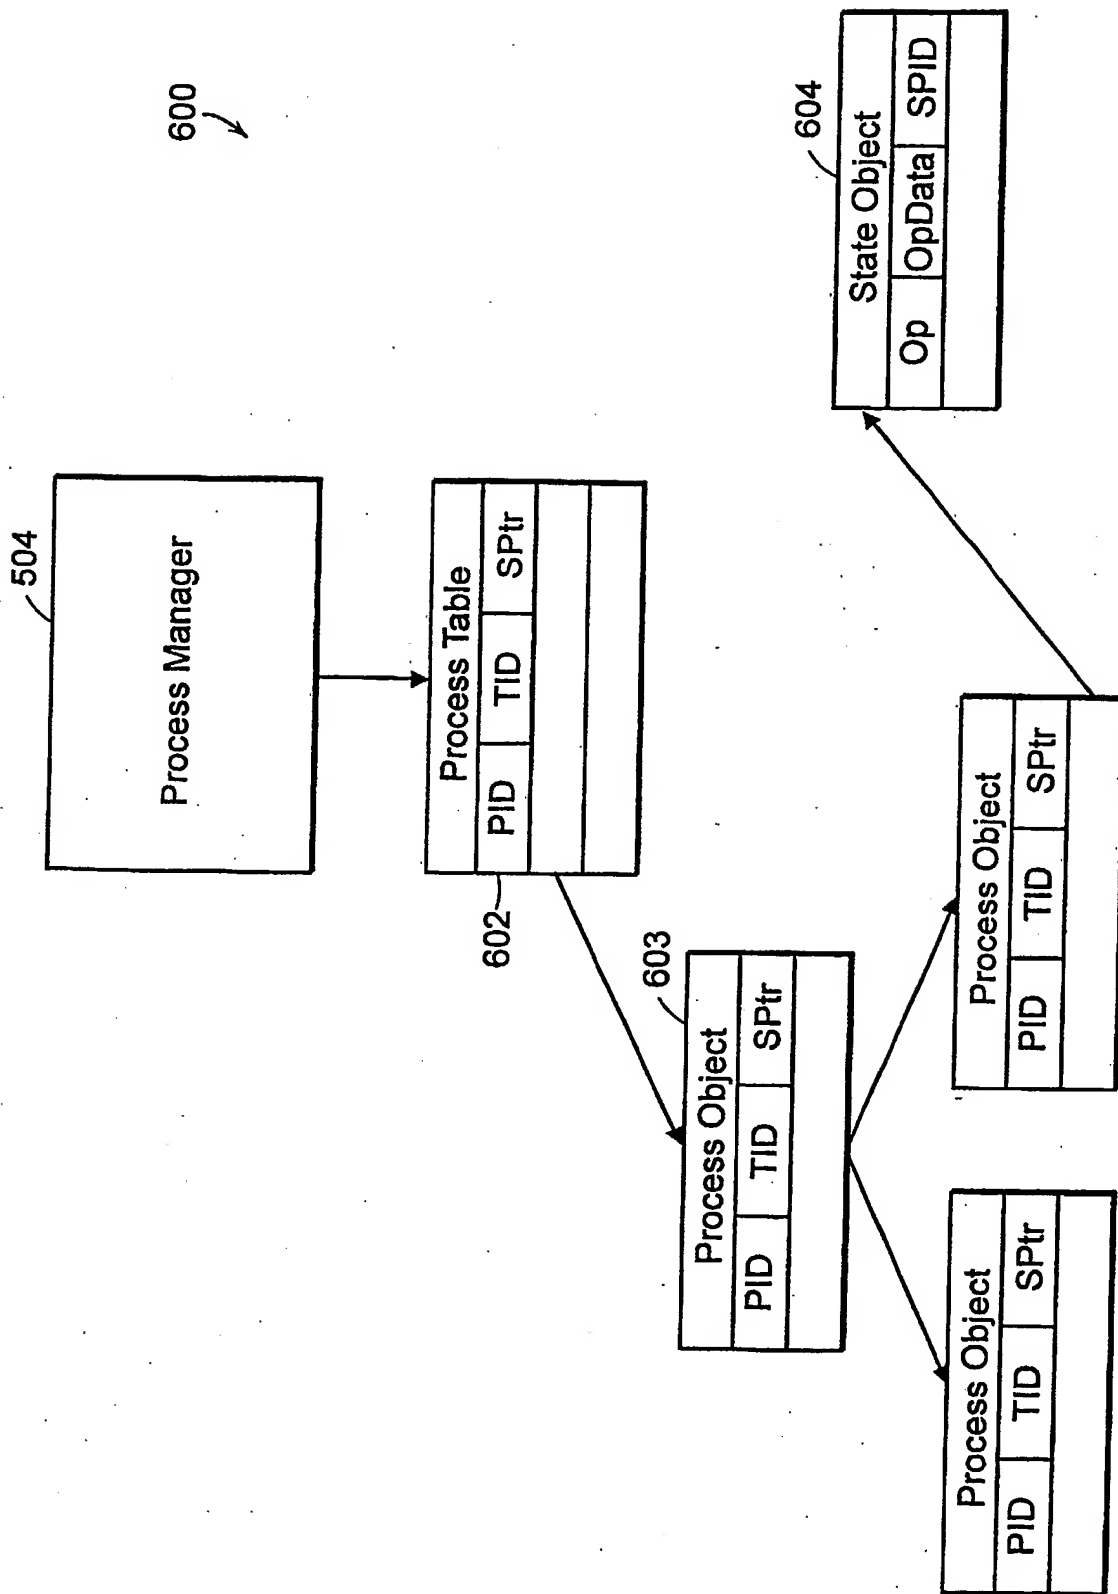 600
504
Process Manager
Process Table
PID TID SPtr
602
603
Process Object
PID TID SPtr
604
State Object
Op OpData SPID
Process Object
PID TID SPtr
Process Object
PID TID SPtr